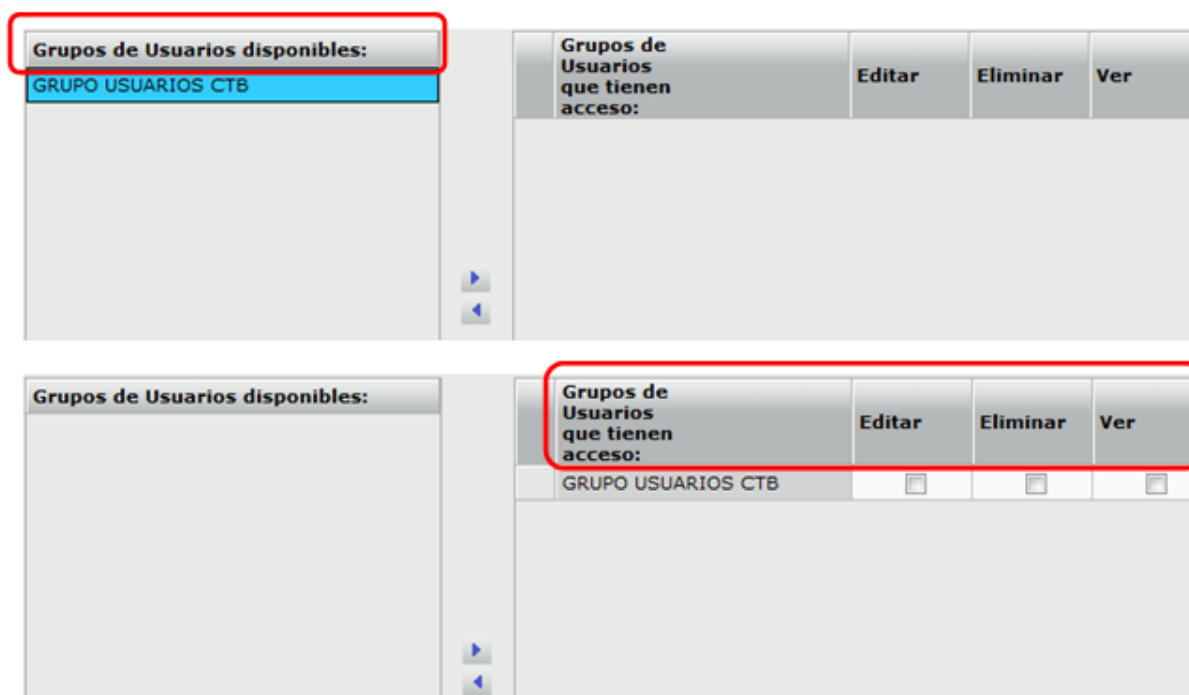 Grupos de Usuarios disponibles:
GRUPO USUARIOS CTB
Grupos de
Usuarios
que tienen
acceso:
Editar
Eliminar
Ver
Grupos de Usuarios disponibles:
Grupos de
Usuarios
que tienen
acceso:
Editar
Eliminar
Ver
GRUPO USUARIOS CTB